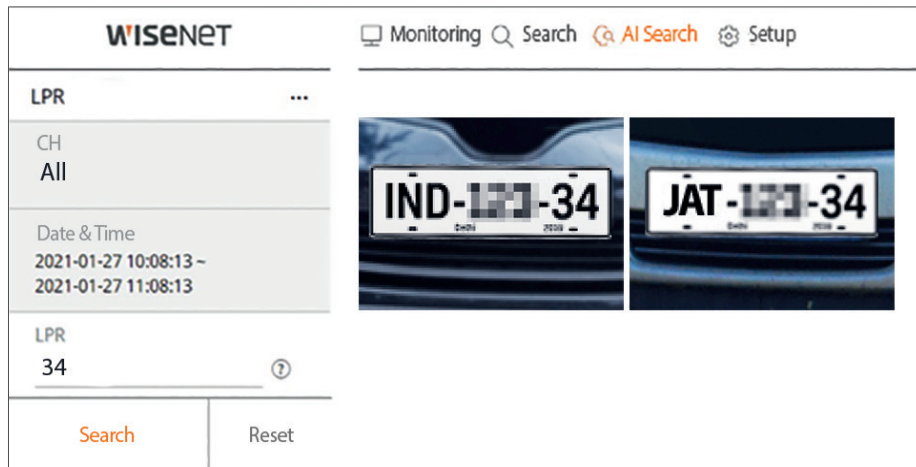 WISENET
Monitoring Search AI Search Setup
LPR ...
CH
All
Date & Time
2021-01-27 10:08:13 ~
2021-01-27 11:08:13
LPR
34 ?
Search Reset
IND- -34
JAT - -34